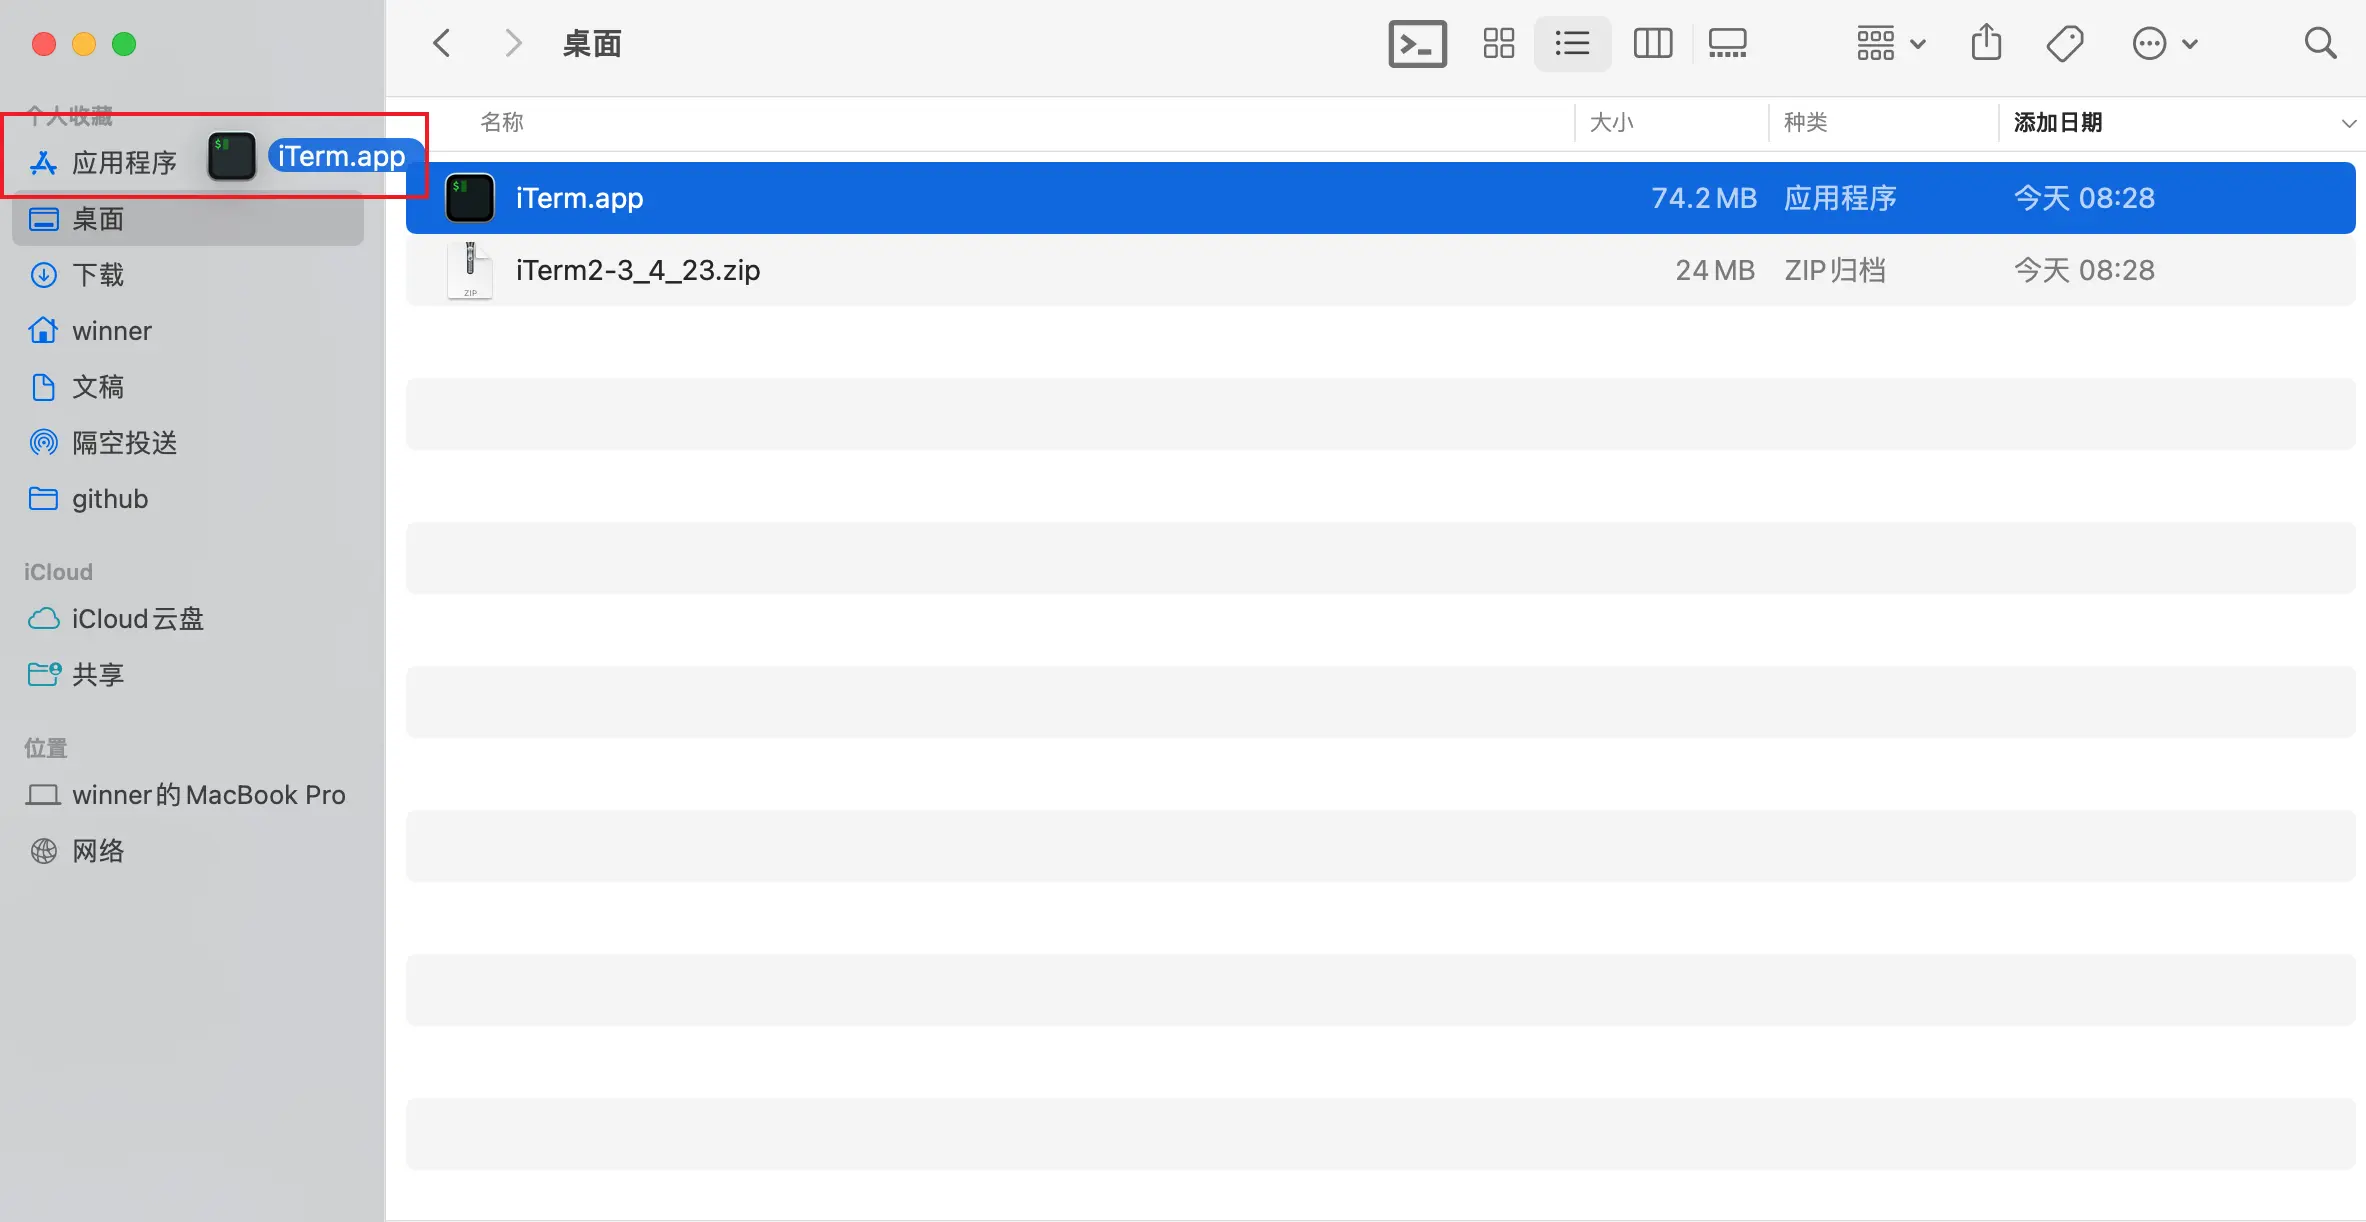 桌面
个人收藏
应用程序
iTerm.app
桌面
下载
winner
文稿
隔空投送
github
iCloud
iCloud云盘
共享
位置
winner的MacBook Pro
网络
名称 大小 种类 添加日期
iTerm.app 74.2 MB 应用程序 今天 08:28
iTerm2-3_4_23.zip 24 MB ZIP归档 今天 08:28
ZIP